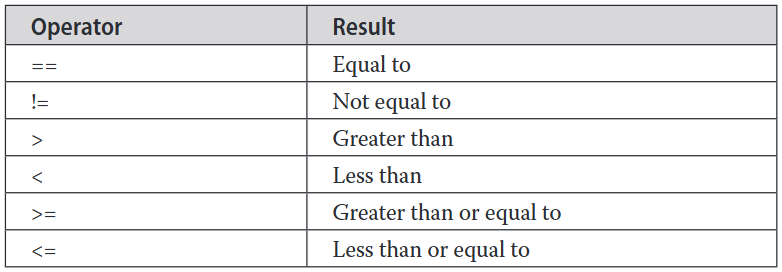 Operator Result
== Equal to
!= Not equal to
> Greater than
< Less than
>= Greater than or equal to
<= Less than or equal to